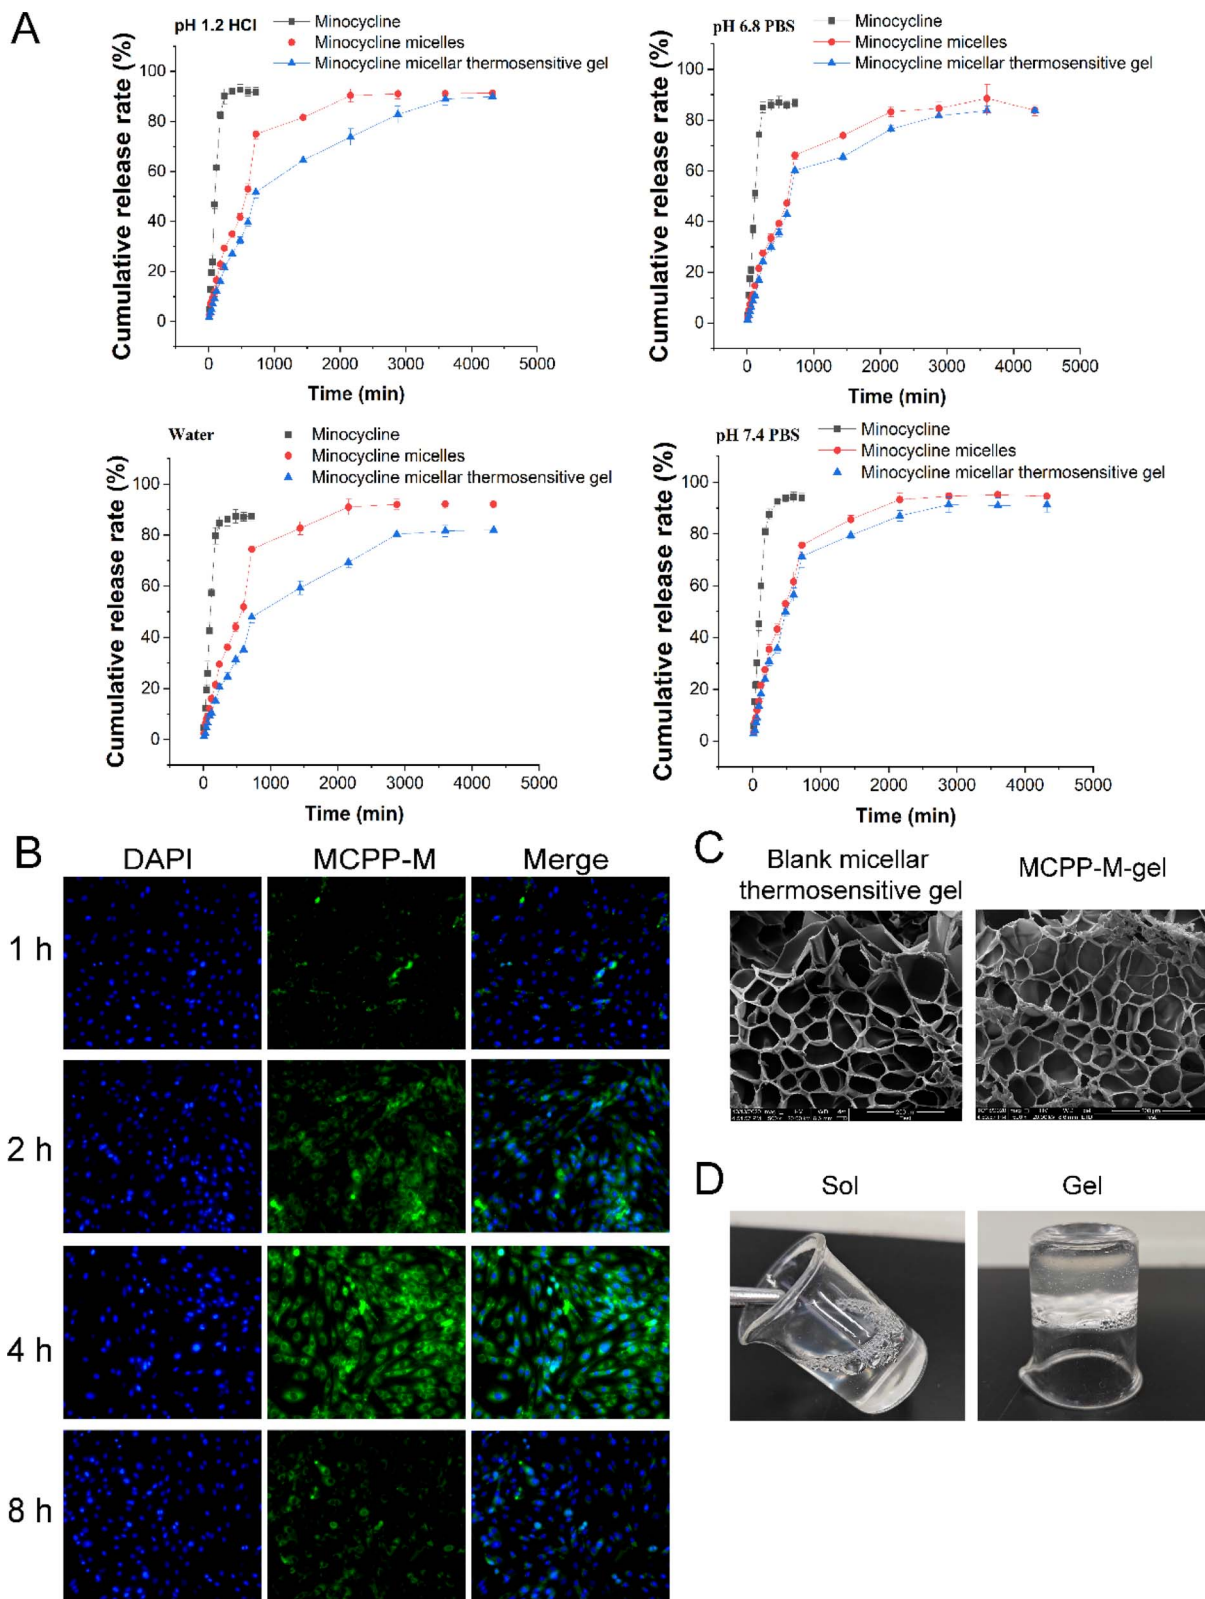 A
pH 1.2 HCl
Minocycline
Minocycline micelles
Minocycline micellar thermosensitive gel
Cumulative release rate (%)
100
80
60
40
20
0
0
1000
2000
3000
4000
5000
Time (min)
pH 6.8 PBS
Minocycline
Minocycline micelles
Minocycline micellar thermosensitive gel
Cumulative release rate (%)
100
80
60
40
20
0
0
1000
2000
3000
4000
5000
Time (min)
Water
Minocycline
Minocycline micelles
Minocycline micellar thermosensitive gel
Cumulative release rate (%)
100
80
60
40
20
0
0
1000
2000
3000
4000
5000
Time (min)
pH 7.4 PBS
Minocycline
Minocycline micelles
Minocycline micellar thermosensitive gel
Cumulative release rate (%)
100
80
60
40
20
0
0
1000
2000
3000
4000
5000
Time (min)
B
DAPI
MCPP-M
Merge
1 h
2 h
4 h
8 h
C
Blank micellar
thermosensitive gel
MCPP-M-gel
D
Sol
Gel